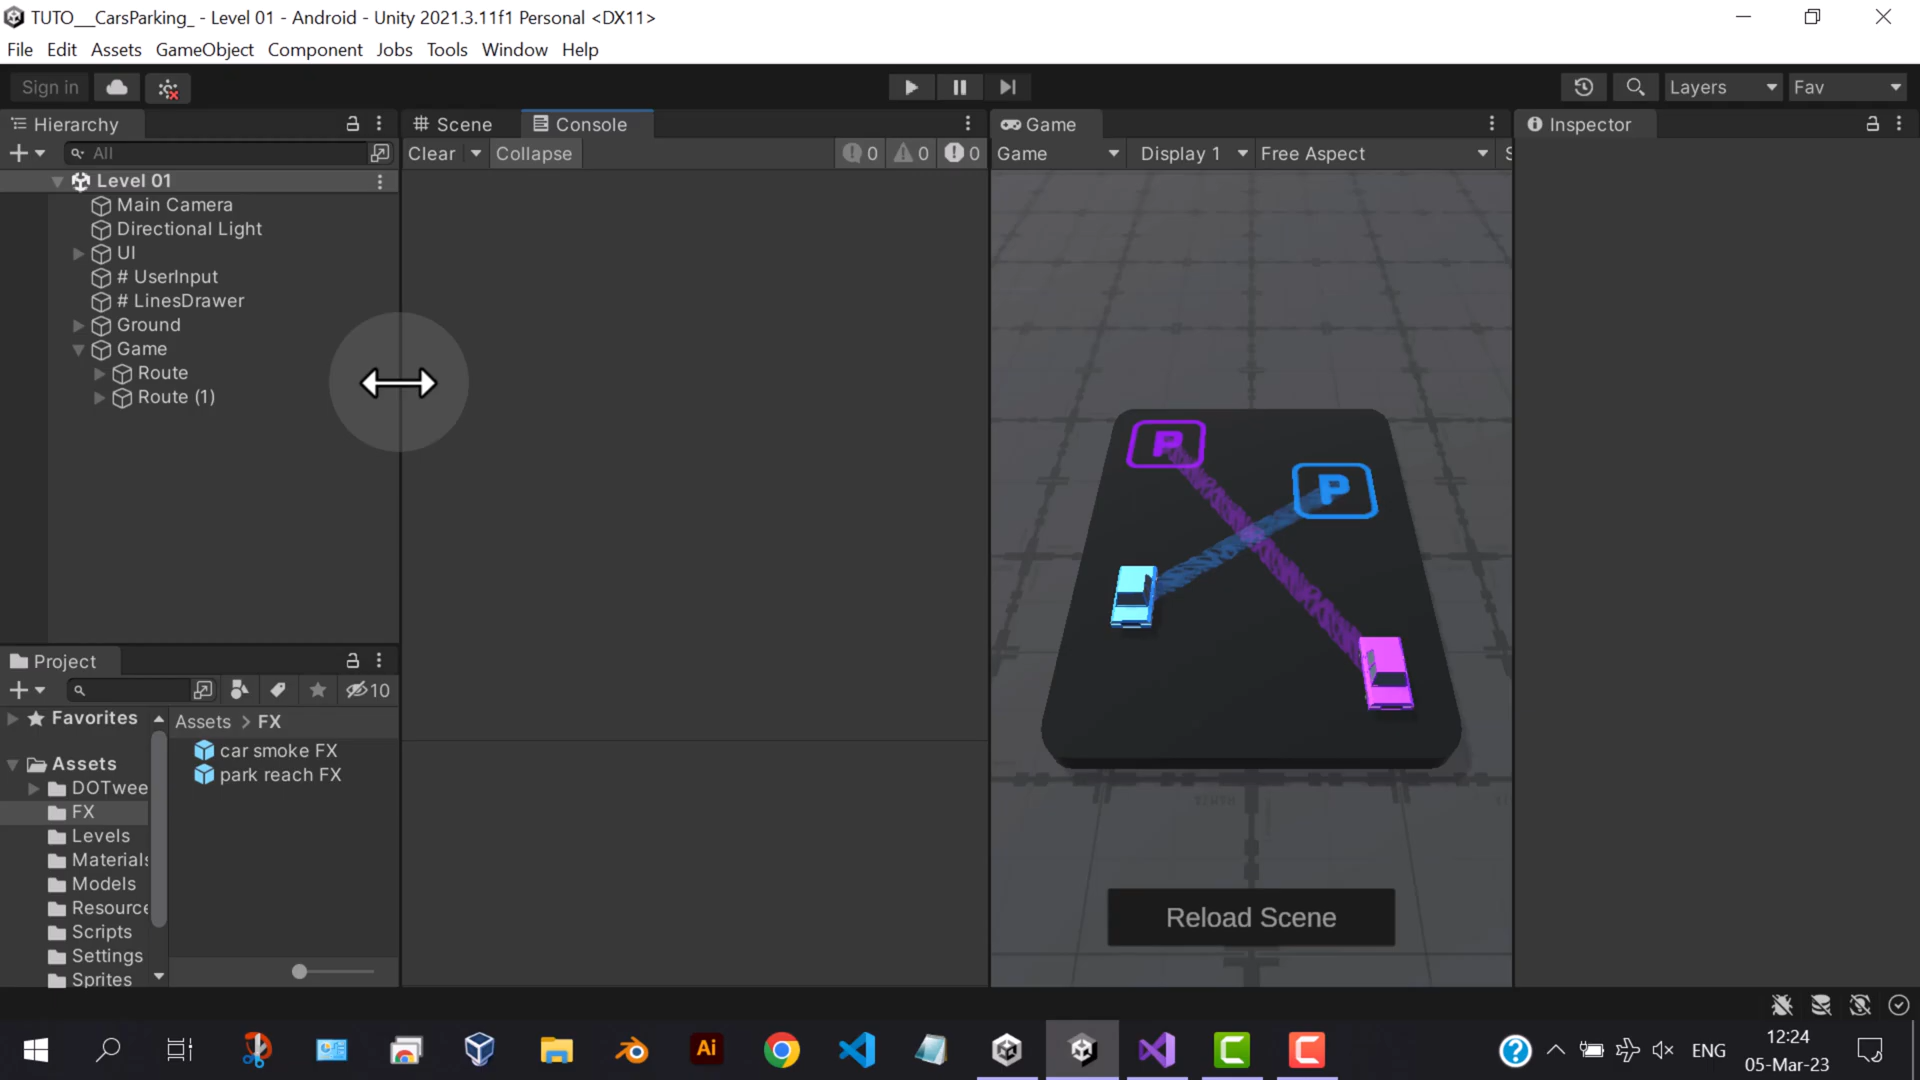 TUTO__CarsParking_ - Level 01 - Android - Unity 2021.3.11f1 Personal <DX11>
File Edit Assets GameObject Component Jobs Tools Window Help
Sign in
Layers
Fav
Hierarchy
Scene
Console
Game
Inspector
All
Clear
Collapse
0
0
0
Game
Display 1
Free Aspect
S
Level 01
Main Camera
Directional Light
UI
# UserInput
# LinesDrawer
Ground
Game
Route
Route (1)
P
P
Reload Scene
Project
10
Favorites
Assets > FX
car smoke FX
park reach FX
Assets
DOTwee
FX
Levels
Materials
Models
Resource
Scripts
Settings
Sprites
Ai
ENG
12:24
05-Mar-23